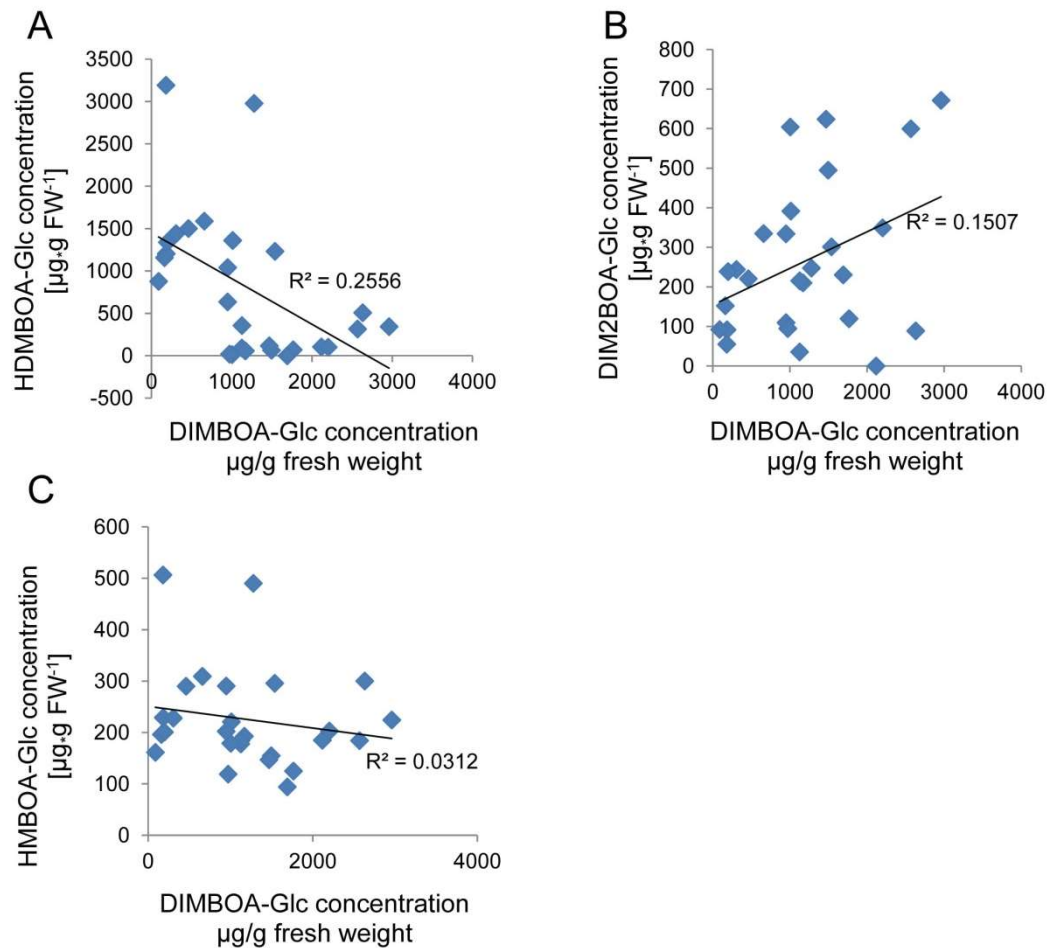 A
HDMBOA-Glc concentration
[µg*g FW-1]
3500
3000
2500
2000
1500
1000
500
0
-500
R² = 0.2556
0
1000
2000
3000
4000
DIMBOA-Glc concentration
µg/g fresh weight
B
DIM2BOA-Glc concentration
[µg*g FW-1]
800
700
600
500
400
300
200
100
0
R² = 0.1507
0
1000
2000
3000
4000
DIMBOA-Glc concentration
µg/g fresh weight
C
HMBOA-Glc concentration
[µg*g FW-1]
600
500
400
300
200
100
0
R² = 0.0312
0
2000
4000
DIMBOA-Glc concentration
µg/g fresh weight